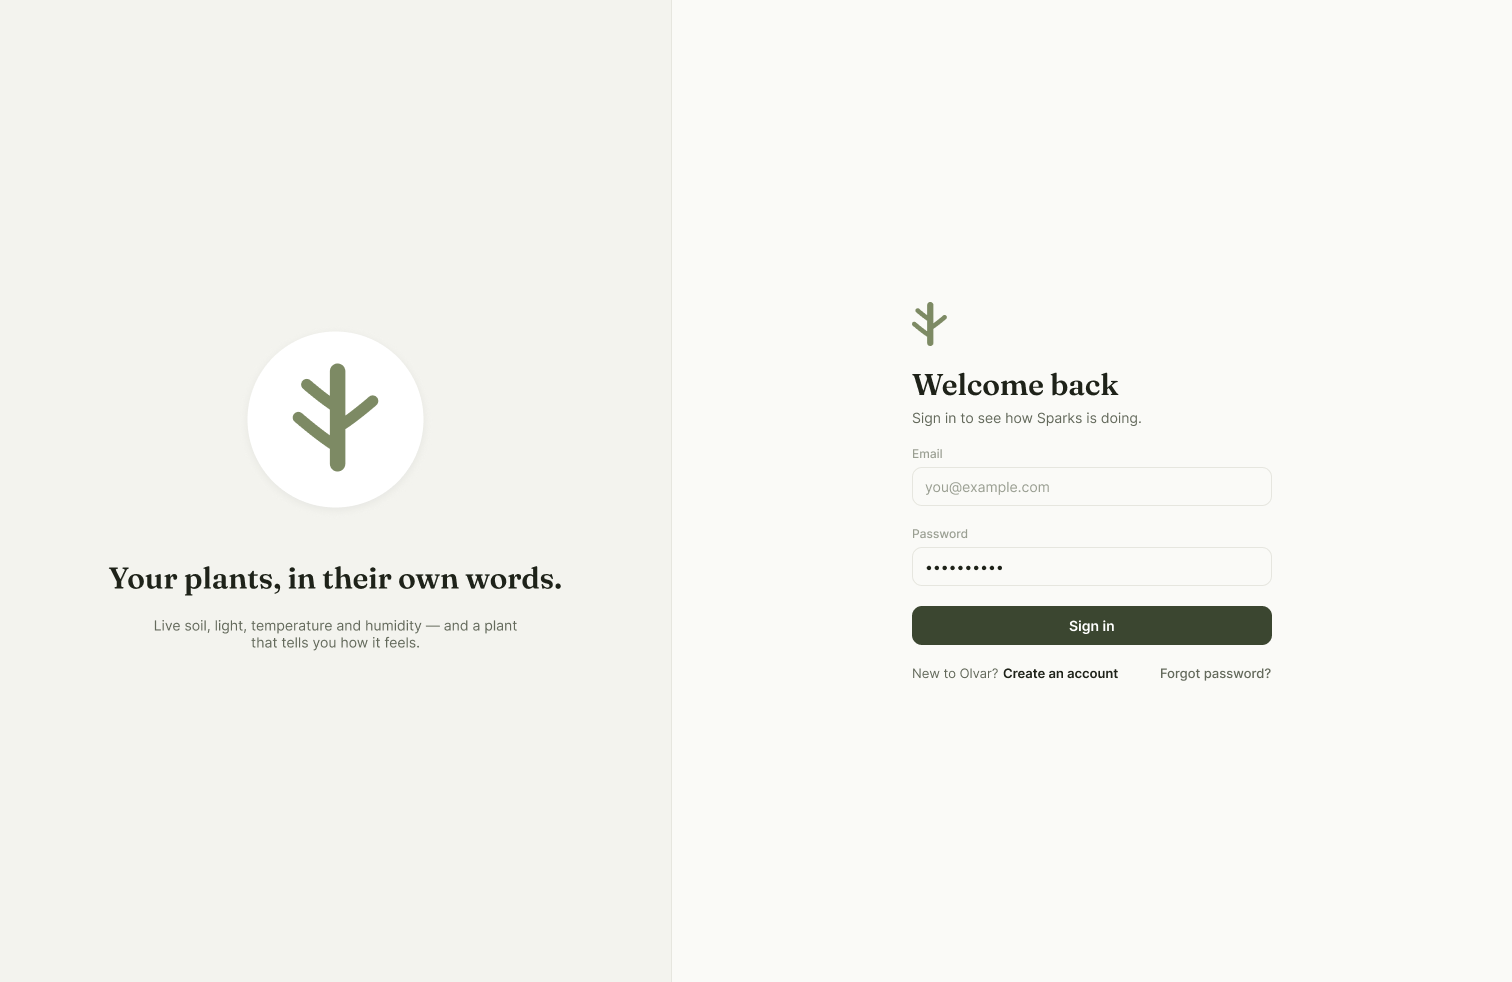 Your plants, in their own words.
Live soil, light, temperature and humidity — and a plant
that tells you how it feels.
Welcome back
Sign in to see how Sparks is doing.
Email
you@example.com
Password
••••••••••
Sign in
New to Olvar? Create an account
Forgot password?